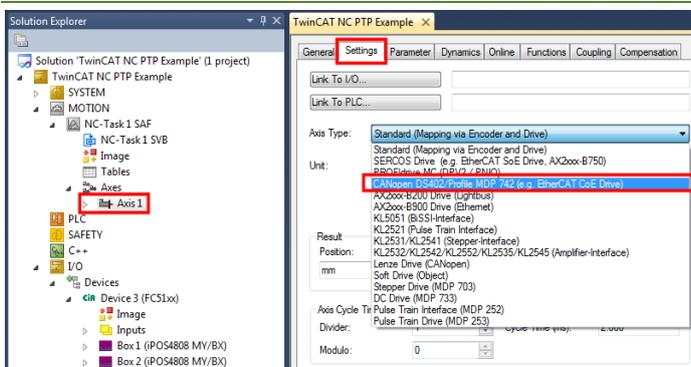 Solution Explorer
Solution 'TwinCAT NC PTP Example' (1 project)
TwinCAT NC PTP Example
SYSTEM
MOTION
NC-Task 1 SAF
NC-Task 1 SVB
Image
Tables
Axes
Axis 1
PLC
SAFETY
C++
I/O
Devices
Device 3 (FC51xx)
Image
Inputs
Box 1 (iPOS4808 MY/BX)
Box 2 (iPOS4808 MY/BX)
TwinCAT NC PTP Example
General Settings Parameter Dynamics Online Functions Coupling Compensation
Link To I/O...
Link To PLC...
Axis Type: Standard (Mapping via Encoder and Drive)
Standard (Mapping via Encoder and Drive)
Unit: SERCOS Drive (e.g. EtherCAT SoE Drive, AX2xxx-B750)
PROFIdrive MC (DPV2 / PNIO)
CANopen DS402/Profile MDP 742 (e.g. EtherCAT CoE Drive)
AX2xxx-B200 Drive (Lightbus)
AX2xxx-B900 Drive (Ethernet)
KL5051 (BiSSI-Interface)
KL2521 (Pulse Train Interface)
Result KL2531/KL2541 (Stepper-Interface)
Position: KL2532/KL2542/KL2552/KL2535/KL2545 (Amplifier-Interface)
Lenze Drive (CANopen)
mm Soft Drive (Object)
Stepper Drive (MDP 703)
DC Drive (MDP 733)
Axis Cycle Pulse Train Interface (MDP 252)
Pulse Train Drive (MDP 253)
Divider: Cycle Time (ms): 2.000
Modulo: 0